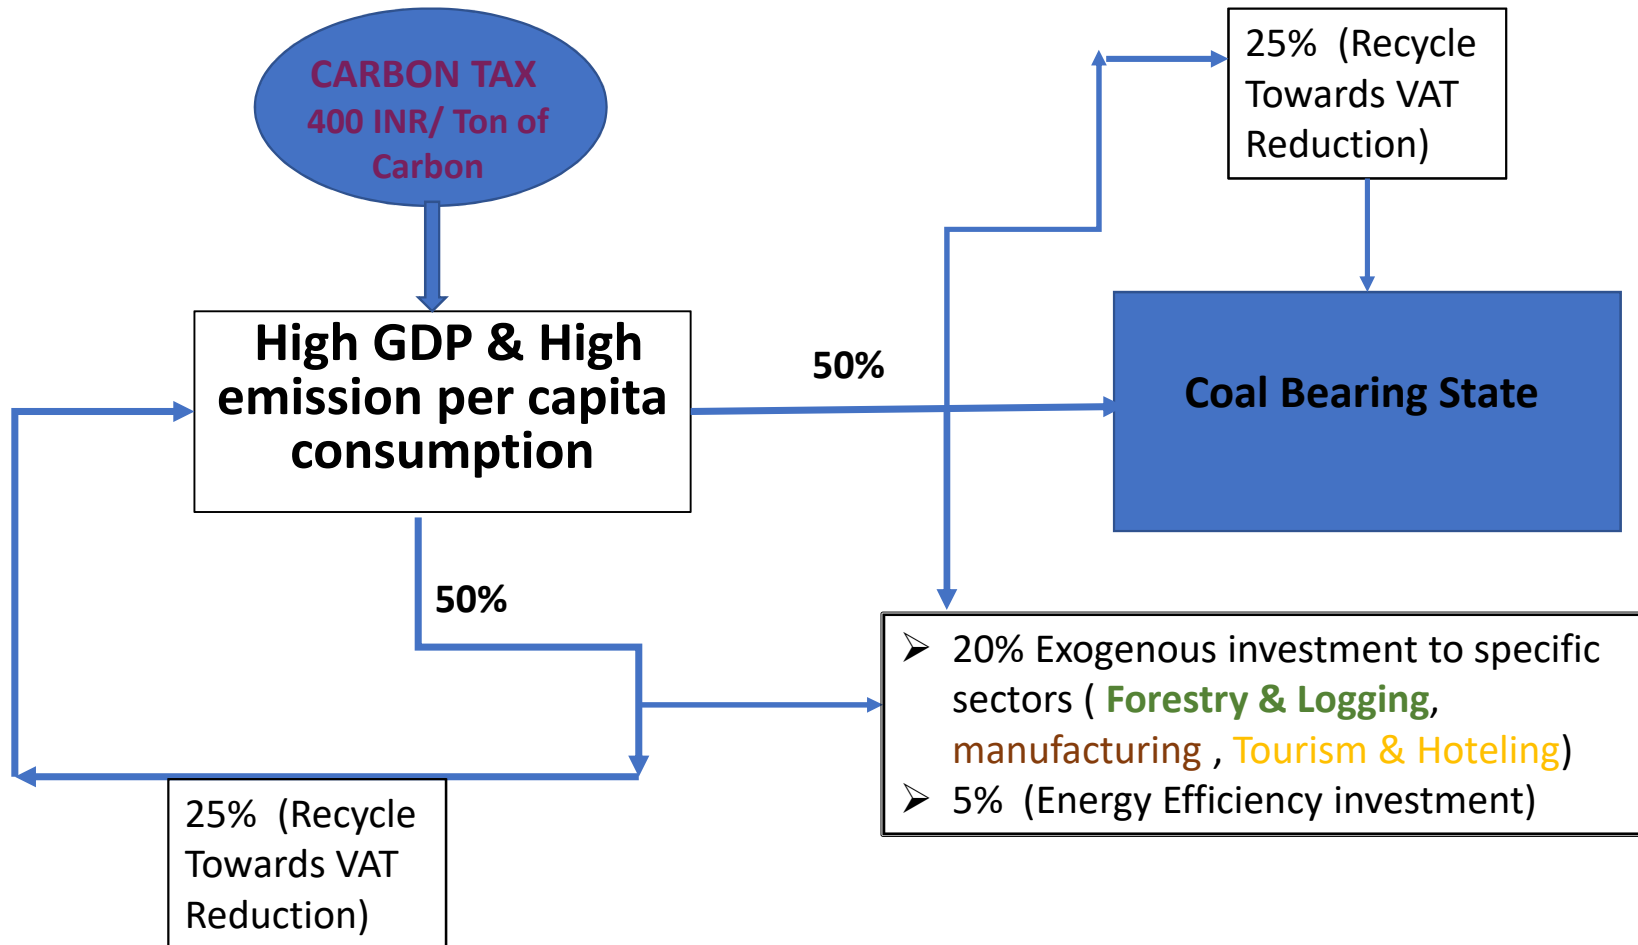 CARBON TAX
400 INR/ Ton of
Carbon
25%  (Recycle
Towards VAT
Reduction)
High GDP & High
emission per capita
consumption
50%
Coal Bearing State
50%
➢ 20% Exogenous investment to specific
sectors ( Forestry & Logging,
manufacturing , Tourism & Hoteling)
➢ 5%  (Energy Efficiency investment)
25%  (Recycle
Towards VAT
Reduction)